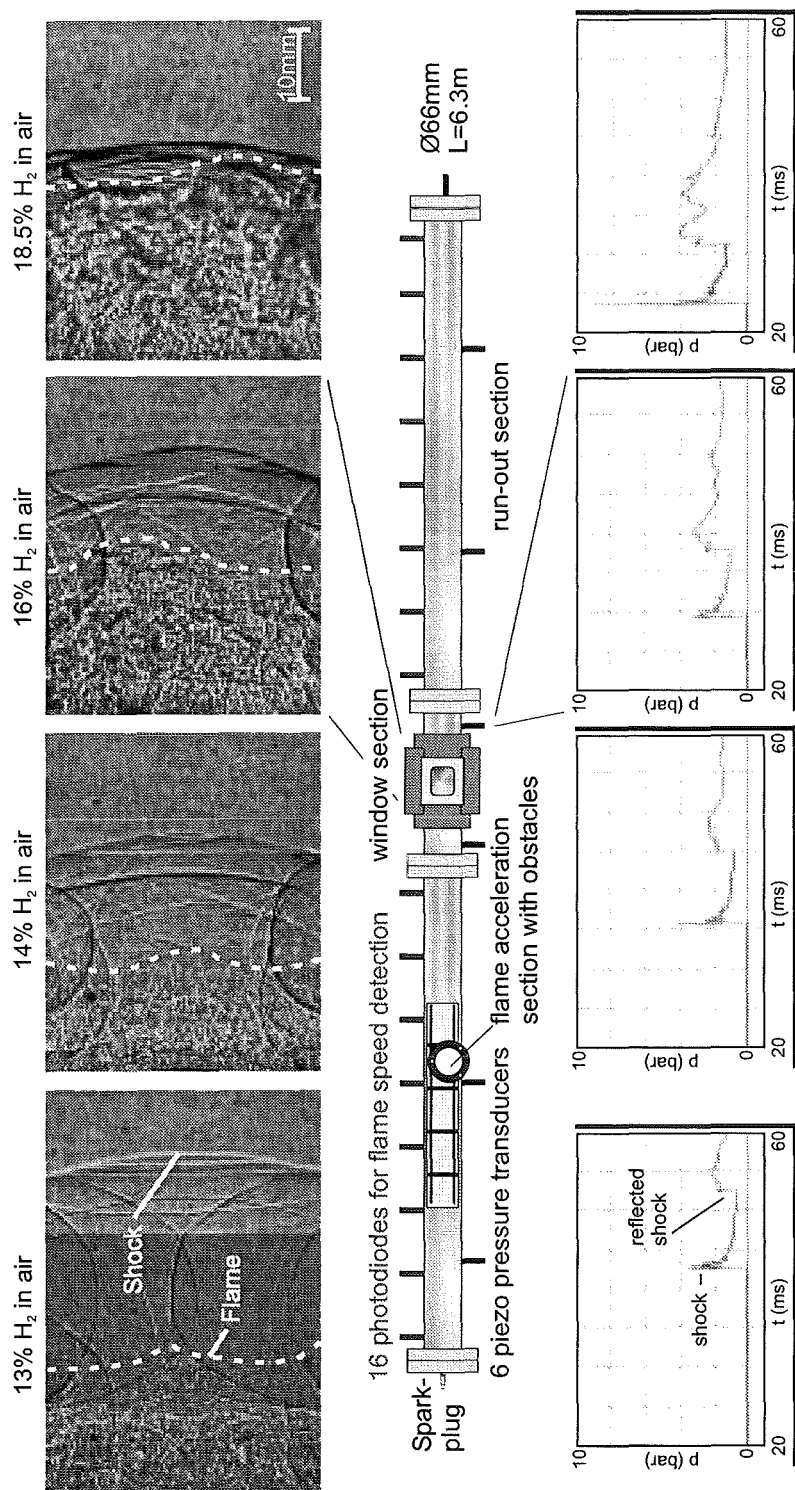 13% H₂ in air
14% H₂ in air
16% H₂ in air
18.5% H₂ in air
Shock
Flame
10mm
16 photodiodes for flame speed detection
window section
Spark-
plug
6 piezo pressure transducers
flame acceleration
section with obstacles
run-out section
Ø66mm
L=6.3m
10
p (bar)
0
20
t (ms)
60
shock –
reflected
shock
10
p (bar)
0
20
t (ms)
60
10
p (bar)
0
20
t (ms)
60
10
p (bar)
0
20
t (ms)
60